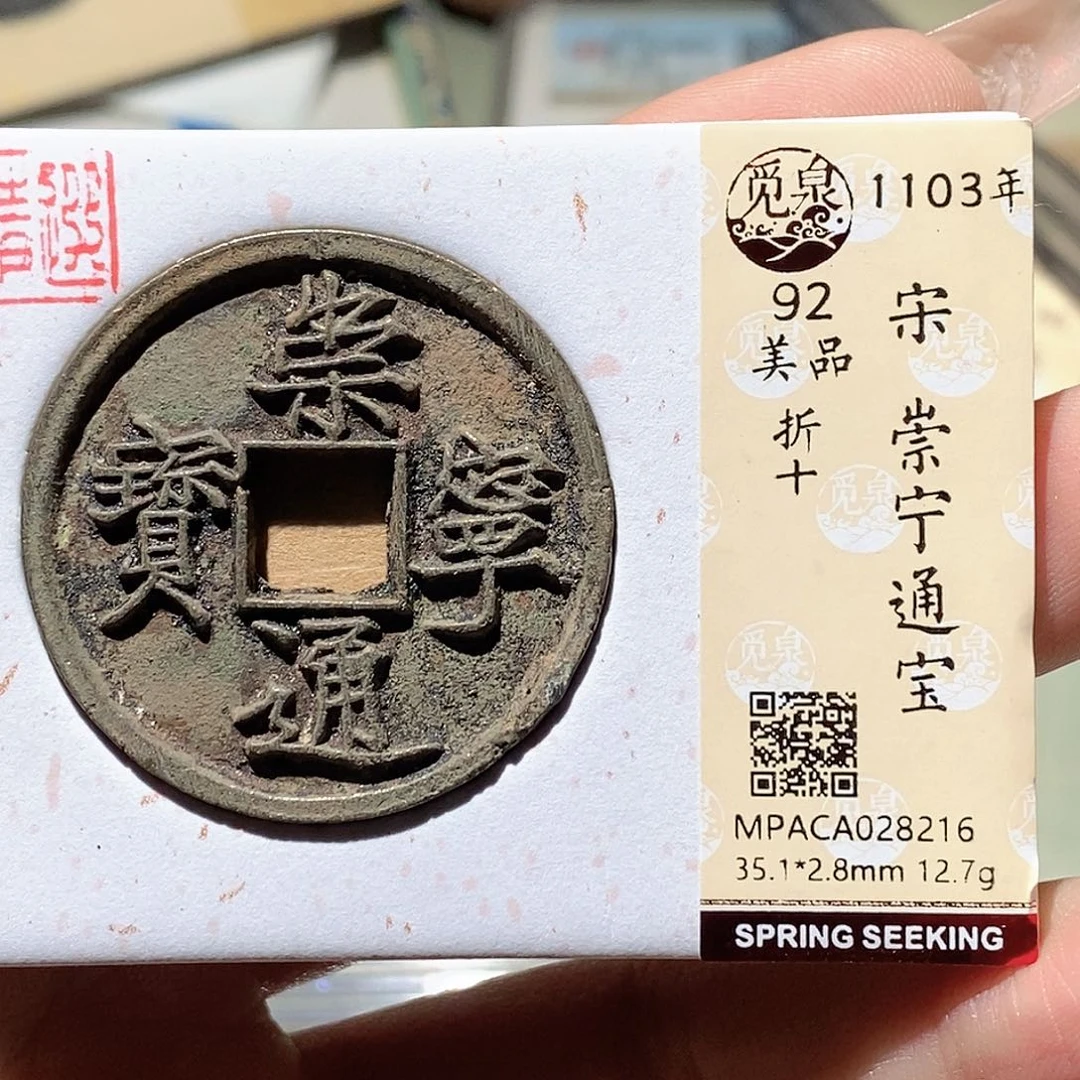 崇寧通寶
觅泉
1103年
92
美品
折十
宋 崇宁通宝
MPACA028216
35.1*2.8mm 12.7g
SPRING SEEKING